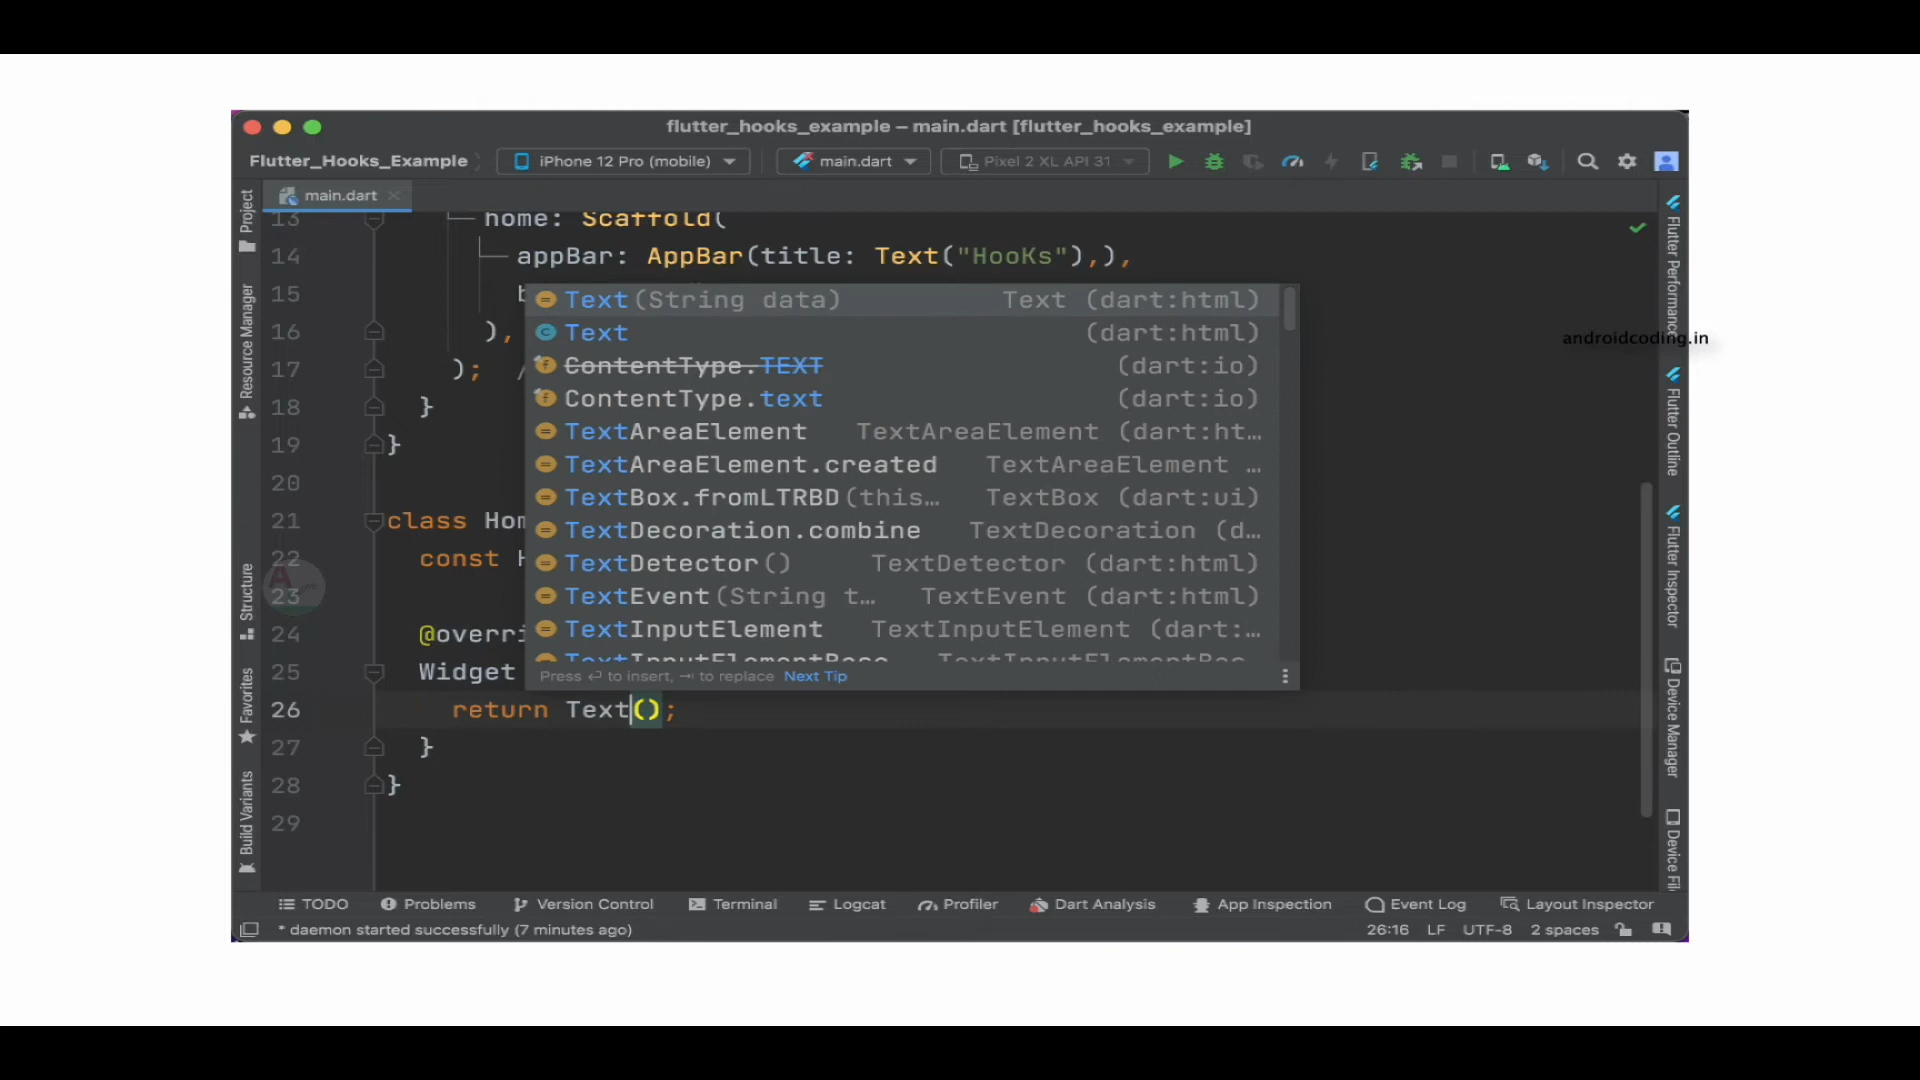 flutter_hooks_example – main.dart [flutter_hooks_example]
Flutter_Hooks_Example
iPhone 12 Pro (mobile)
main.dart
Pixel 2 XL API 31
main.dart
Project
Resource Manager
Structure
Favorites
Build Variants
13 home: Scaffold(
14 appBar: AppBar(title: Text("HooKs"),),
15 b
16 ),
17 ); /
18 }
19 }
20
21 class Hom
22 const H
23
24 @overri
25 Widget
26 return Text();
27 }
28 }
29
Text(String data) Text (dart:html)
Text (dart:html)
ContentType.TEXT (dart:io)
ContentType.text (dart:io)
TextAreaElement TextAreaElement (dart:ht…
TextAreaElement.created TextAreaElement …
TextBox.fromLTRBD(this… TextBox (dart:ui)
TextDecoration.combine TextDecoration (d…
TextDetector() TextDetector (dart:html)
TextEvent(String t… TextEvent (dart:html)
TextInputElement TextInputElement (dart:…
TextInputElementBase TextInputElementBas…
Press ↩ to insert, ⇥ to replace Next Tip
androidcoding.in
Flutter Performance
Flutter Outline
Flutter Inspector
Device Manager
Device Fil
TODO Problems Version Control Terminal Logcat Profiler Dart Analysis App Inspection Event Log Layout Inspector
* daemon started successfully (7 minutes ago)
26:16 LF UTF-8 2 spaces